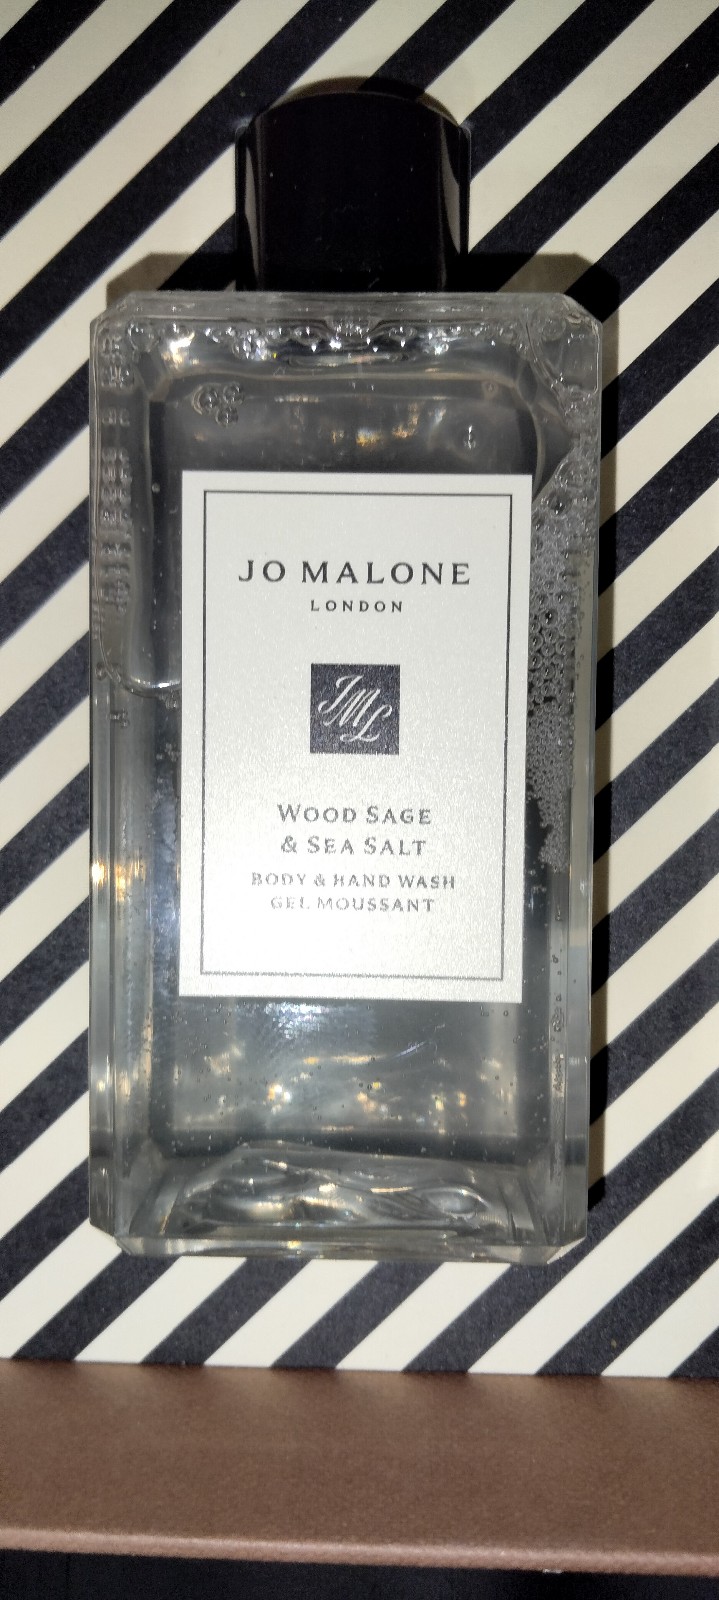 JO MALONE
LONDON
JML
WOOD SAGE
& SEA SALT
BODY & HAND WASH
GEL MOUSSANT